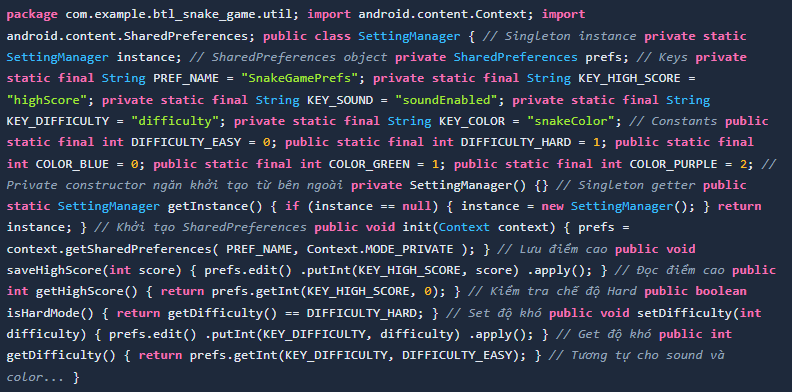 package com.example.btl_snake_game.util; import android.content.Context; import
android.content.SharedPreferences; public class SettingManager { // Singleton instance private static
SettingManager instance; // SharedPreferences object private SharedPreferences prefs; // Keys private
static final String PREF_NAME = "SnakeGamePrefs"; private static final String KEY_HIGH_SCORE =
"highScore"; private static final String KEY_SOUND = "soundEnabled"; private static final String
KEY_DIFFICULTY = "difficulty"; private static final String KEY_COLOR = "snakeColor"; // Constants public
static final int DIFFICULTY_EASY = 0; public static final int DIFFICULTY_HARD = 1; public static final
int COLOR_BLUE = 0; public static final int COLOR_GREEN = 1; public static final int COLOR_PURPLE = 2; //
Private constructor ngăn khởi tạo từ bên ngoài private SettingManager() {} // Singleton getter public
static SettingManager getInstance() { if (instance == null) { instance = new SettingManager(); } return
instance; } // Khởi tạo SharedPreferences public void init(Context context) { prefs =
context.getSharedPreferences( PREF_NAME, Context.MODE_PRIVATE ); } // Lưu điểm cao public void
saveHighScore(int score) { prefs.edit() .putInt(KEY_HIGH_SCORE, score) .apply(); } // Đọc điểm cao public
int getHighScore() { return prefs.getInt(KEY_HIGH_SCORE, 0); } // Kiểm tra chế độ Hard public boolean
isHardMode() { return getDifficulty() == DIFFICULTY_HARD; } // Set độ khó public void setDifficulty(int
difficulty) { prefs.edit() .putInt(KEY_DIFFICULTY, difficulty) .apply(); } // Get độ khó public int
getDifficulty() { return prefs.getInt(KEY_DIFFICULTY, DIFFICULTY_EASY); } // Tương tự cho sound và
color... }